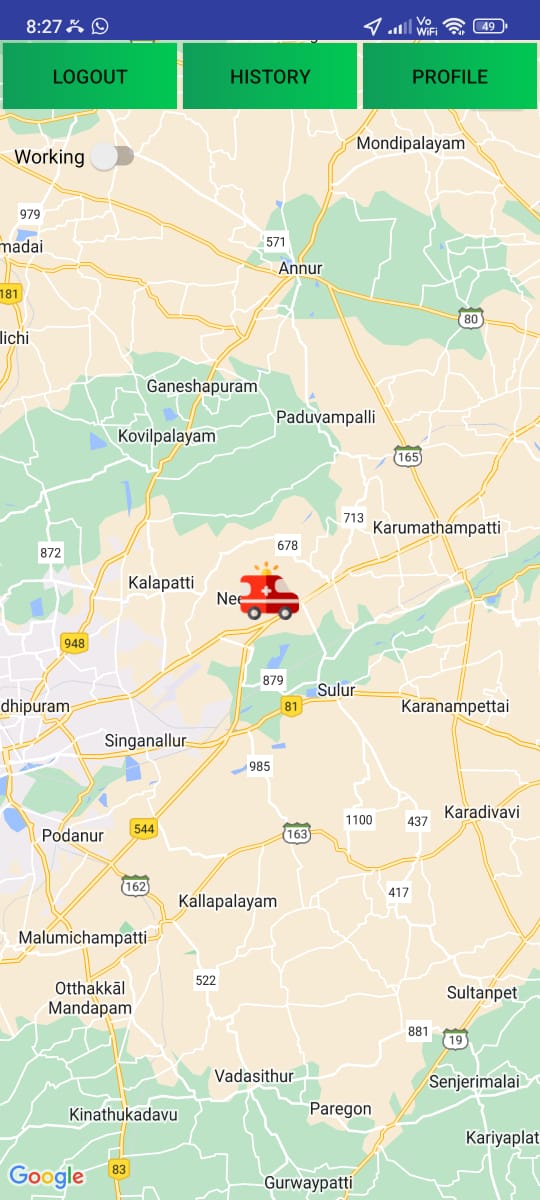 8:27
Vo
WiFi
49
LOGOUT
HISTORY
PROFILE
Mondipalayam
Working
979
571
madai
Annur
181
80
lichi
Ganeshapuram
Paduvampalli
Kovilpalayam
165
713
Karumathampatti
678
872
Kalapatti
Nee
948
879
Sulur
dhipuram
81
Karanampettai
Singanallur
985
Karadivavi
1100
437
544
163
Podanur
162
417
Kallapalayam
Malumichampatti
522
Otthakkāl
Mandapam
Sultanpet
881
19
Vadasithur
Senjerimalai
Paregon
Kinathukadavu
Kariyaplat
83
Google
Gurwaypatti